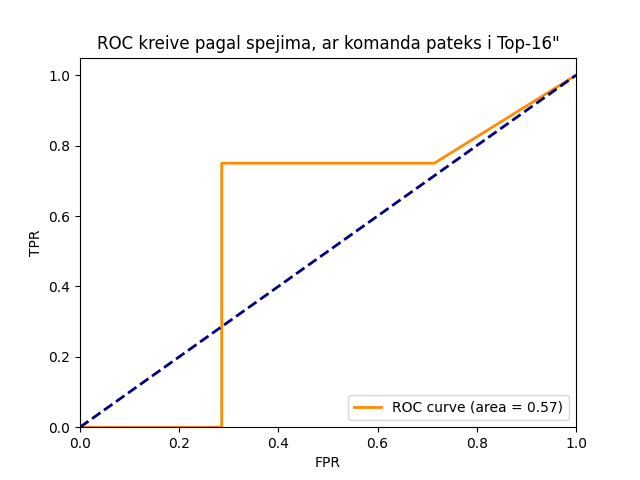 ROC kreive pagal spejima, ar komanda pateks i Top-16"
1.0
0.8
0.6
0.4
0.2
0.0
TPR
ROC curve (area = 0.57)
0.0 0.2 0.4 0.6 0.8 1.0
FPR